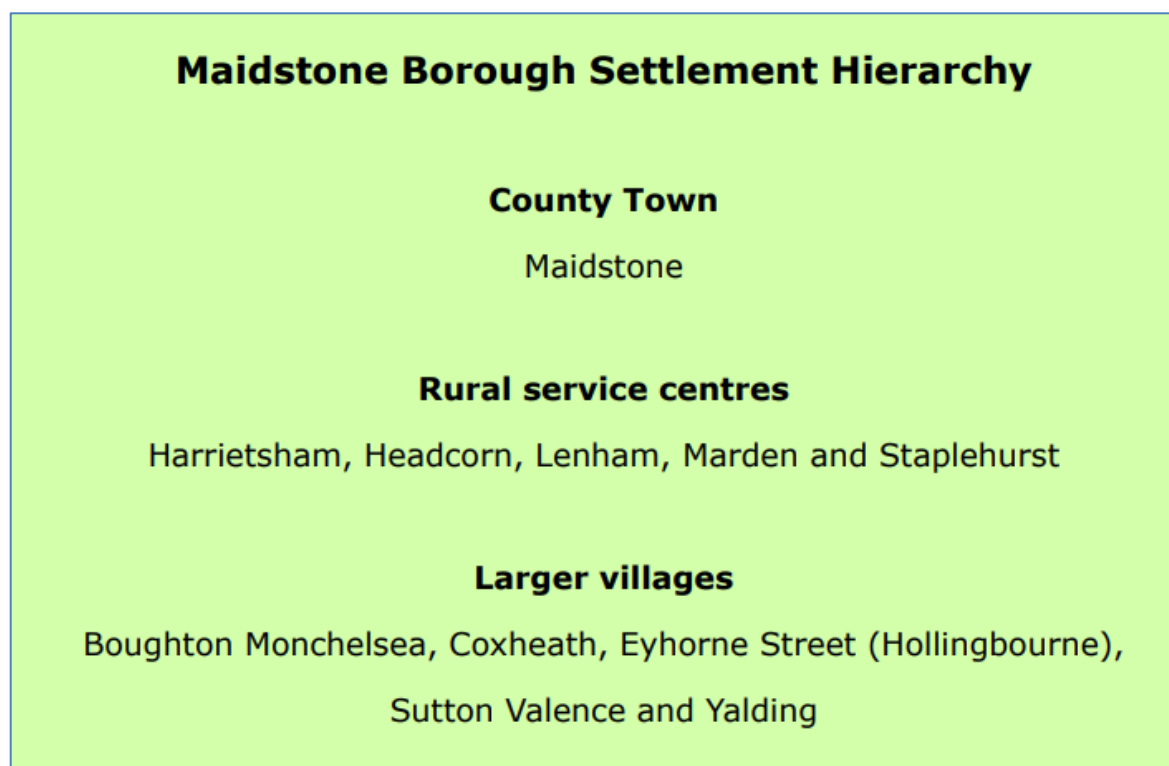 Maidstone Borough Settlement Hierarchy
County Town
Maidstone
Rural service centres
Harrietsham, Headcorn, Lenham, Marden and Staplehurst
Larger villages
Boughton Monchelsea, Coxheath, Eyhorne Street (Hollingbourne),
Sutton Valence and Yalding